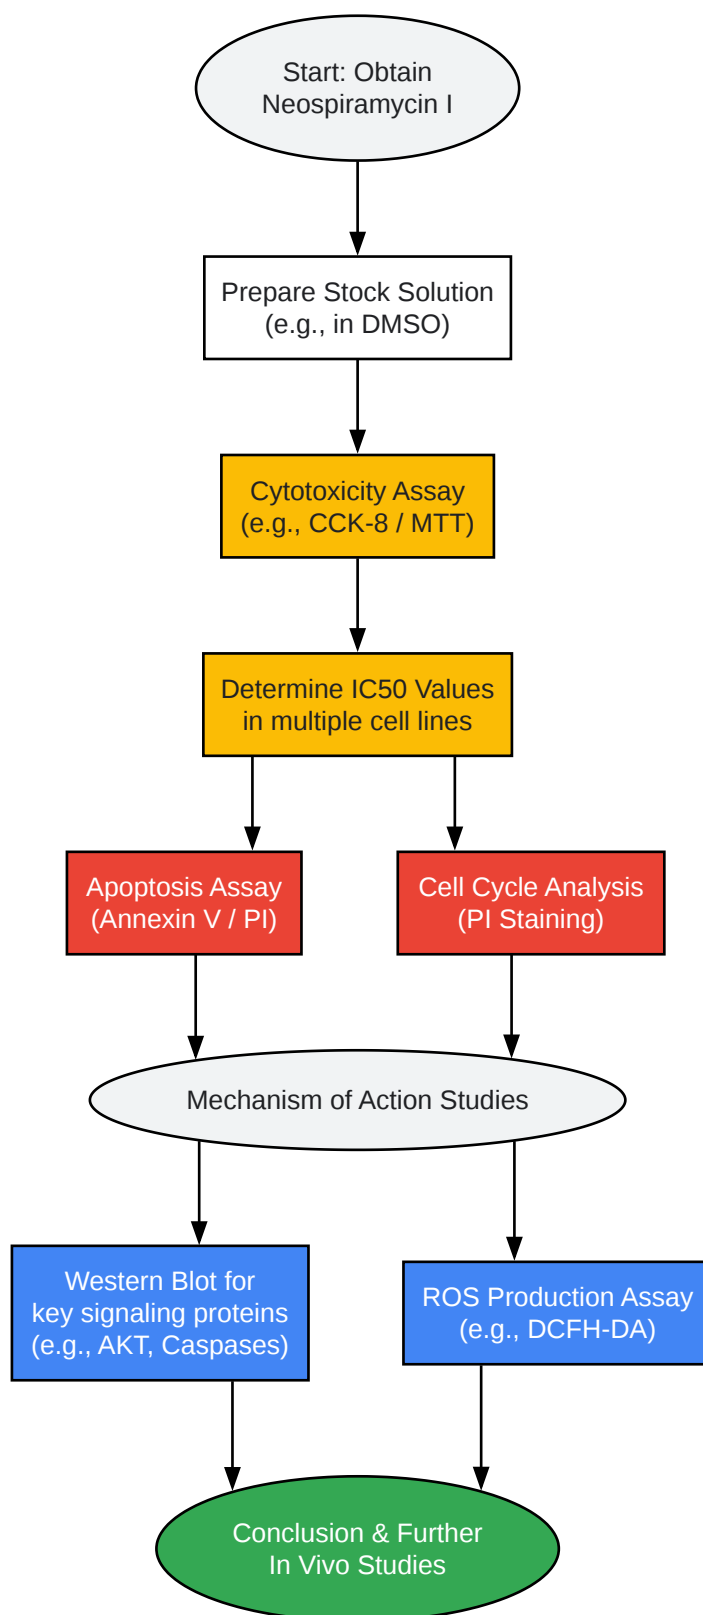 Start: Obtain
Neospiramycin I
Prepare Stock Solution
(e.g., in DMSO)
Cytotoxicity Assay
(e.g., CCK-8 / MTT)
Determine IC50 Values
in multiple cell lines
Apoptosis Assay
(Annexin V / PI)
Cell Cycle Analysis
(PI Staining)
Mechanism of Action Studies
Western Blot for
key signaling proteins
(e.g., AKT, Caspases)
ROS Production Assay
(e.g., DCFH-DA)
Conclusion & Further
In Vivo Studies